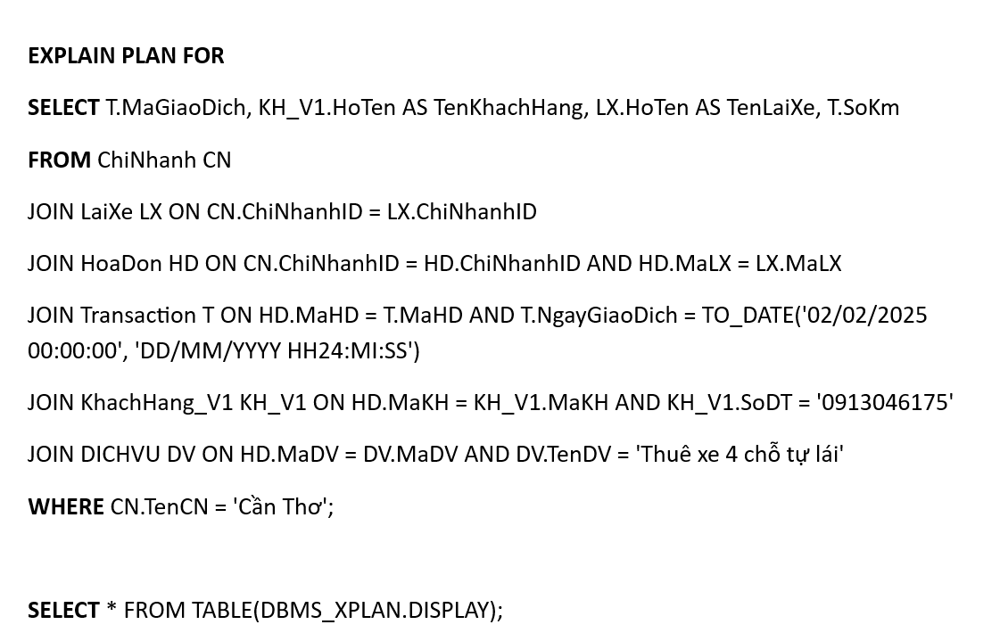 EXPLAIN PLAN FOR
SELECT T.MaGiaoDich, KH_V1.HoTen AS TenKhachHang, LX.HoTen AS TenLaiXe, T.SoKm
FROM ChiNhanh CN
JOIN LaiXe LX ON CN.ChiNhanhID = LX.ChiNhanhID
JOIN HoaDon HD ON CN.ChiNhanhID = HD.ChiNhanhID AND HD.MaLX = LX.MaLX
JOIN Transaction T ON HD.MaHD = T.MaHD AND T.NgayGiaoDich = TO_DATE('02/02/2025
00:00:00', 'DD/MM/YYYY HH24:MI:SS')
JOIN KhachHang_V1 KH_V1 ON HD.MaKH = KH_V1.MaKH AND KH_V1.SoDT = '0913046175'
JOIN DICHVU DV ON HD.MaDV = DV.MaDV AND DV.TenDV = 'Thuê xe 4 chỗ tự lái'
WHERE CN.TenCN = 'Cần Thơ';
SELECT * FROM TABLE(DBMS_XPLAN.DISPLAY);